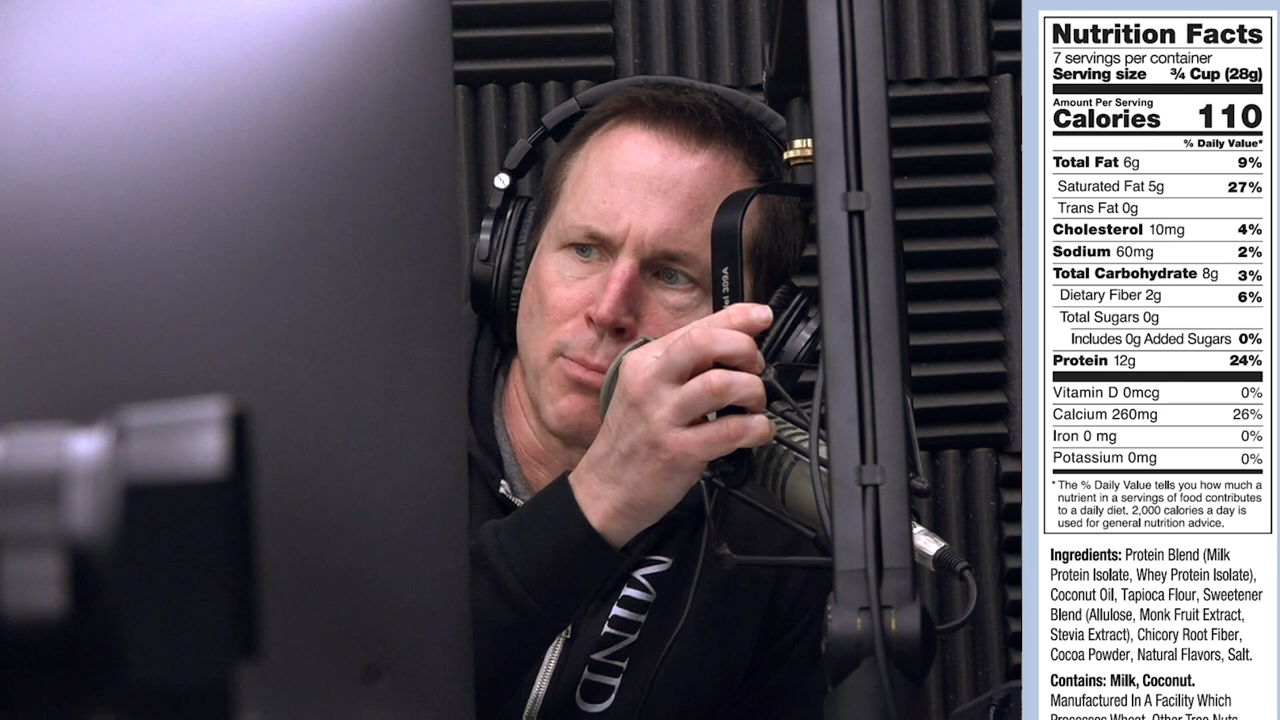 el 309A
MIND
Nutrition Facts
7 servings per container
Serving size ¾ Cup (28g)
Amount Per Serving
Calories 110
% Daily Value*
Total Fat 6g 9%
Saturated Fat 5g 27%
Trans Fat 0g
Cholesterol 10mg 4%
Sodium 60mg 2%
Total Carbohydrate 8g 3%
Dietary Fiber 2g 6%
Total Sugars 0g
Includes 0g Added Sugars 0%
Protein 12g 24%
Vitamin D 0mcg 0%
Calcium 260mg 26%
Iron 0 mg 0%
Potassium 0mg 0%
* The % Daily Value tells you how much a
nutrient in a servings of food contributes
to a daily diet. 2,000 calories a day is
used for general nutrition advice.
Ingredients: Protein Blend (Milk
Protein Isolate, Whey Protein Isolate),
Coconut Oil, Tapioca Flour, Sweetener
Blend (Allulose, Monk Fruit Extract,
Stevia Extract), Chicory Root Fiber,
Cocoa Powder, Natural Flavors, Salt.
Contains: Milk, Coconut.
Manufactured In A Facility Which
Processes Wheat, Other Tree Nuts,